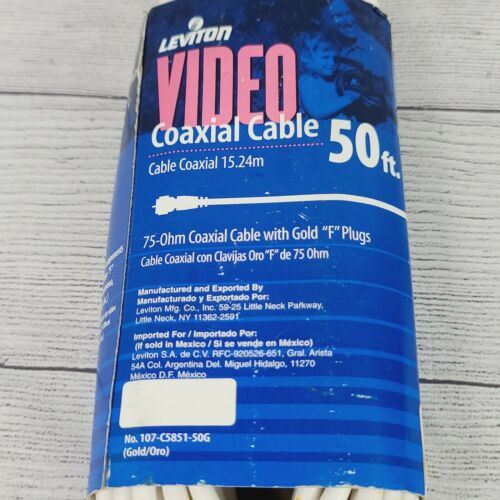 LEVITON
VIDEO
Coaxial Cable
50 ft.
Cable Coaxial 15.24m
75-Ohm Coaxial Cable with Gold "F" Plugs
Cable Coaxial con Clavijas Oro "F" de 75 Ohm
Manufactured and Exported By
Manufacturado y Exportado Por:
Leviton Mfg. Co., Inc. 59-25 Little Neck Parkway,
Little Neck, NY 11362-2591
Imported For / Importado Por:
(If sold in Mexico / Si se vende en México)
Leviton S.A. de C.V. RFC-920526-651, Gral. Arista
54A Col. Argentina Del. Miguel Hidalgo, 11270
México D.F. México
No. 107-C5851-50G
(Gold/Oro)